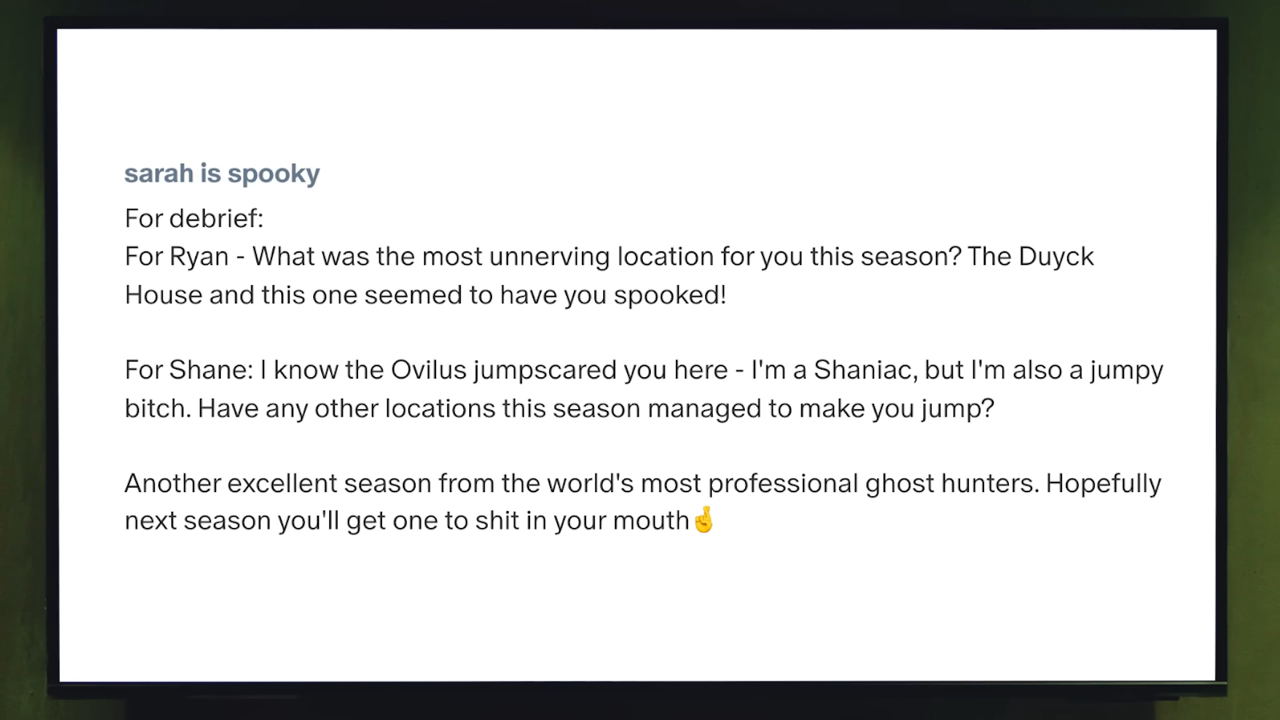 sarah is spooky
For debrief:
For Ryan - What was the most unnerving location for you this season? The Duyck
House and this one seemed to have you spooked!
For Shane: I know the Ovilus jumpscared you here - I'm a Shaniac, but I'm also a jumpy
bitch. Have any other locations this season managed to make you jump?
Another excellent season from the world's most professional ghost hunters. Hopefully
next season you'll get one to shit in your mouth🤞